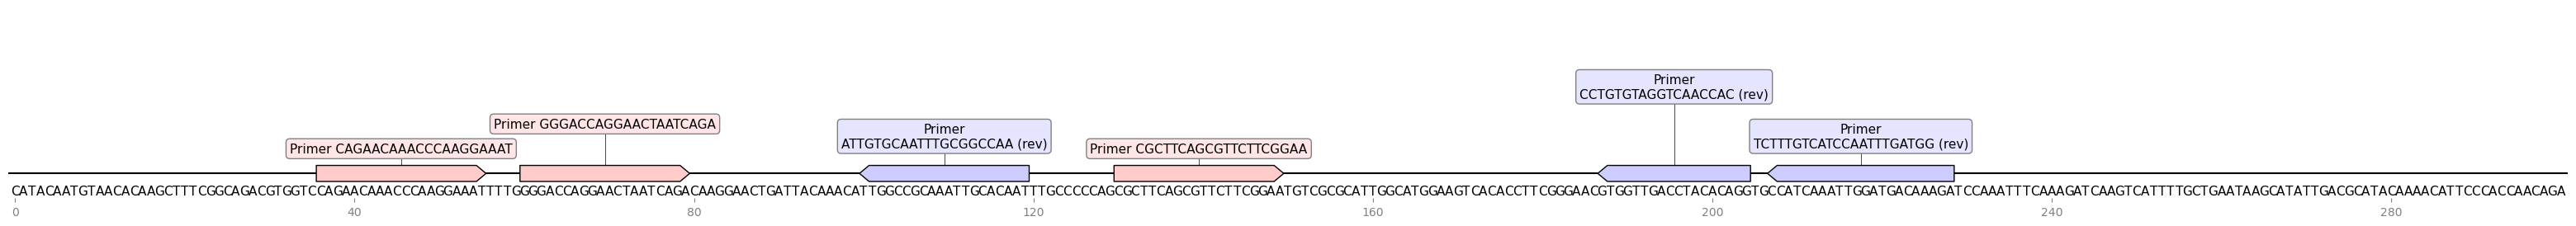 Primer
CCTGTGTAGGTCAACCAC (rev)
Primer GGGACCAGGAACTAATCAGA
Primer
ATTGTGCAATTTGCGGCCAA (rev)
Primer
TCTTTGTCATCCAATTTGATGG (rev)
Primer CAGAACAAACCCAAGGAAAT
Primer CGCTTCAGCGTTCTTCGGAA
CATACAATGTAACACAAGCTTTCGGCAGACGTGGTCCAGAACAAACCCAAGGAAATTTTGGGGACCAGGAACTAATCAGACAAGGAACTGATTACAAACATTGGCCGCAAATTGCACAATTTGCCCCCAGCGCTTCAGCGTTCTTCGGAATGTCGCGCATTGGCATGGAAGTCACACCTTCGGGAACGTGGTTGACCTACACAGGTGCCATCAAATTGGATGACAAAGATCCAAATTTCAAAGATCAAGTCATTTTGCTGAATAAGCATATTGACGCATACAAAACATTCCCACCAACAGA
0 40 80 120 160 200 240 280